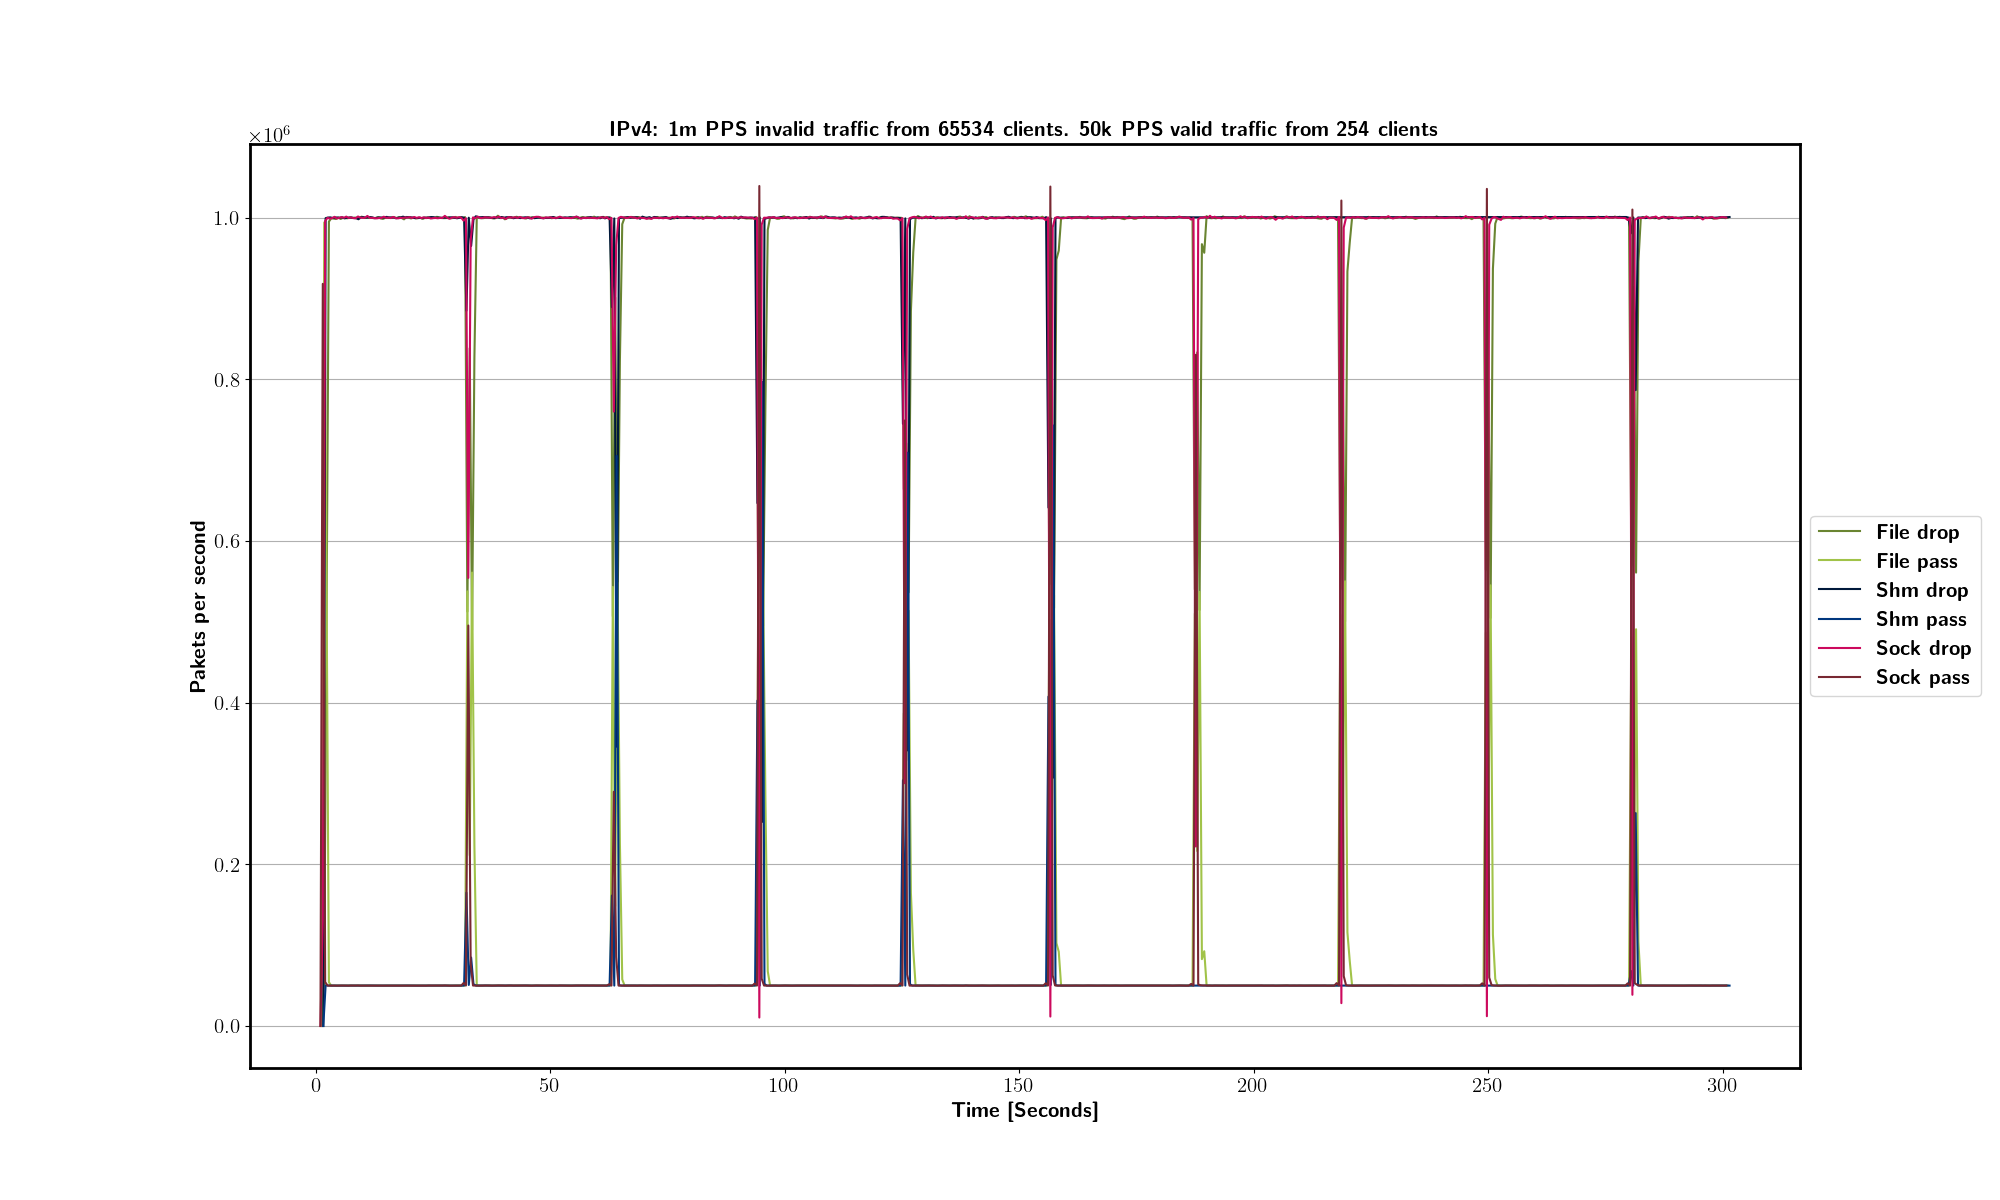 IPv4: 1m PPS invalid traffic from 65534 clients. 50k PPS valid traffic from 254 clients
×10⁶
1.0
0.8
0.6
0.4
0.2
0.0
Pakets per second
0 50 100 150 200 250 300
Time [Seconds]
File drop
File pass
Shm drop
Shm pass
Sock drop
Sock pass